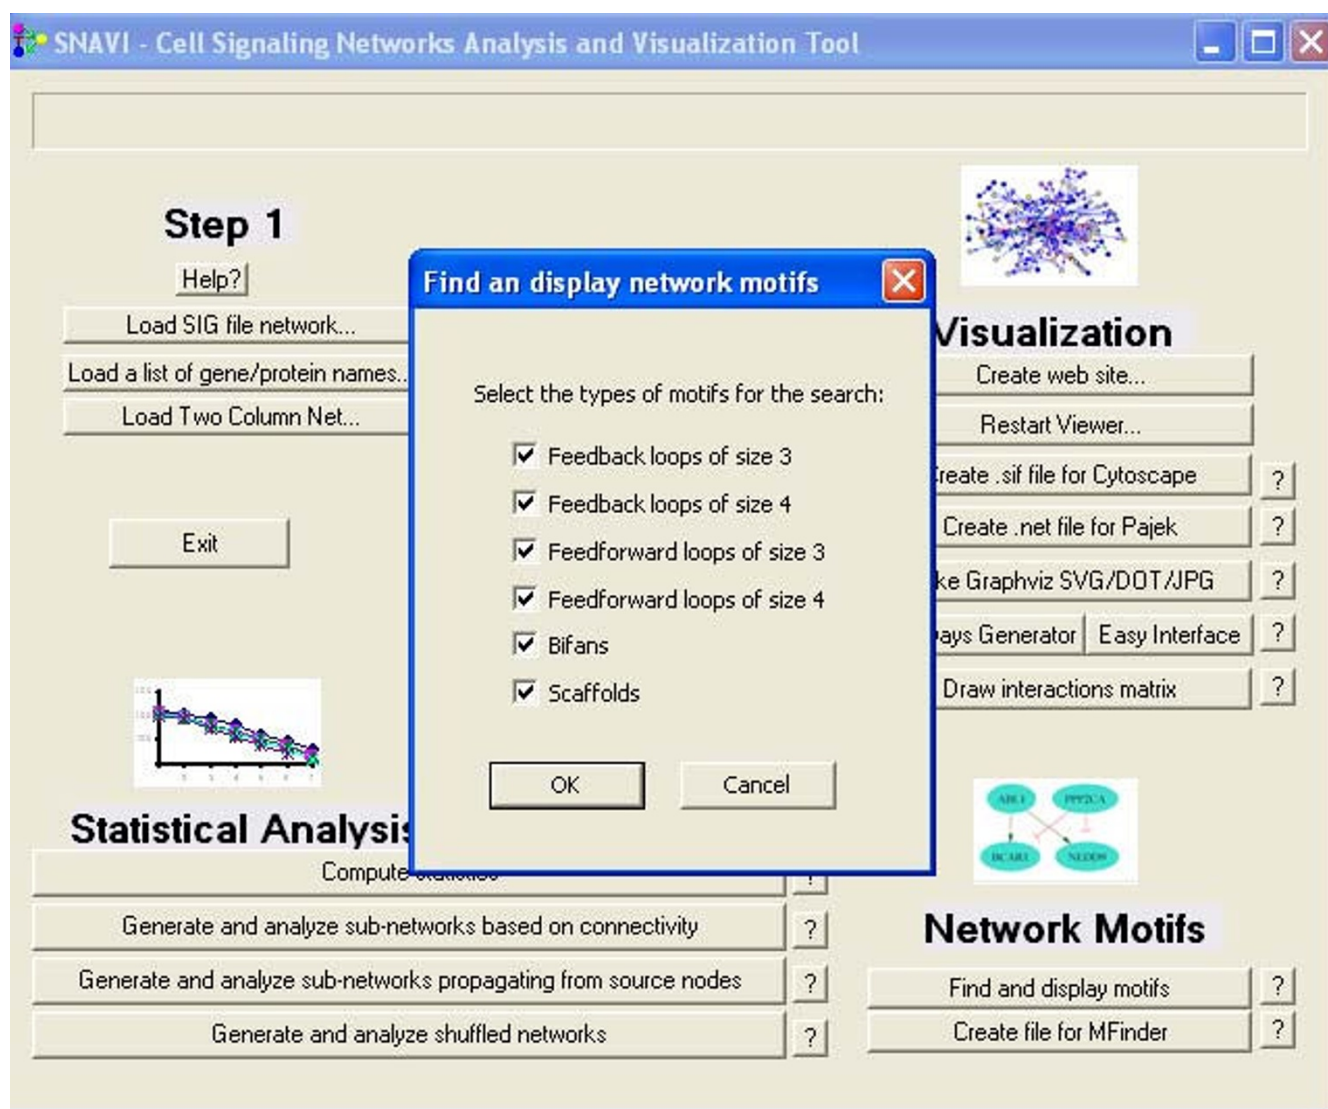 SNAVI - Cell Signaling Networks Analysis and Visualization Tool
Step 1
Help?
Load SIG file network...
Load a list of gene/protein names..
Load Two Column Net...
Exit
Find an display network motifs
Select the types of motifs for the search:
Feedback loops of size 3
Feedback loops of size 4
Feedforward loops of size 3
Feedforward loops of size 4
Bifans
Scaffolds
OK
Cancel
Visualization
Create web site...
Restart Viewer...
reate .sif file for Cytoscape ?
Create .net file for Pajek ?
ke Graphviz SVG/DOT/JPG ?
ays Generator Easy Interface ?
Draw interactions matrix ?
Statistical Analysis
Compute statistics ?
Generate and analyze sub-networks based on connectivity ?
Generate and analyze sub-networks propagating from source nodes ?
Generate and analyze shuffled networks ?
ABL1 PPP2CA
BCAR1 NEDD9
Network Motifs
Find and display motifs ?
Create file for MFinder ?